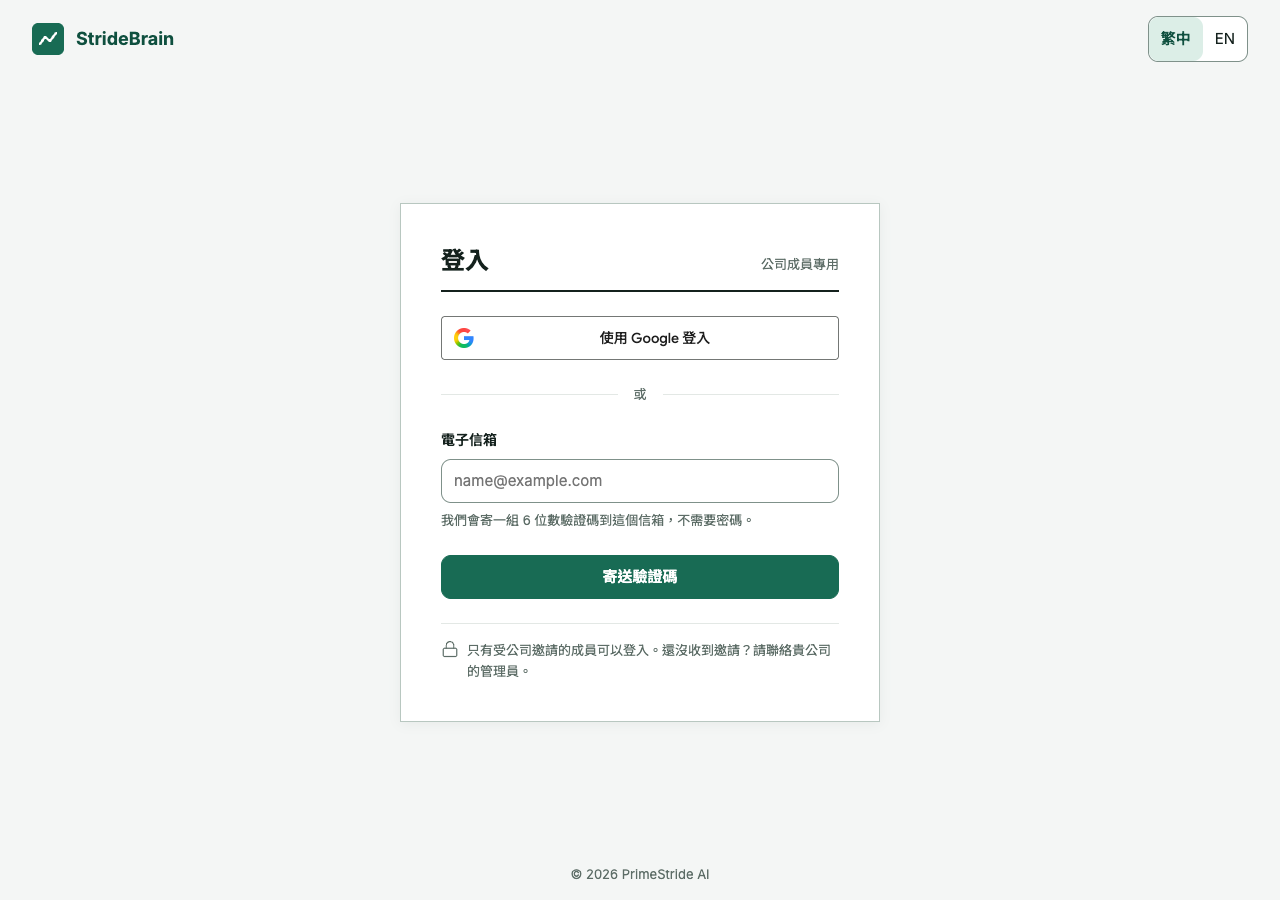 StrideBrain
繁中 EN
登入
公司成員專用
使用 Google 登入
或
電子信箱
name@example.com
我們會寄一組 6 位數驗證碼到這個信箱，不需要密碼。
寄送驗證碼
只有受公司邀請的成員可以登入。還沒收到邀請？請聯絡貴公司
的管理員。
© 2026 PrimeStride AI